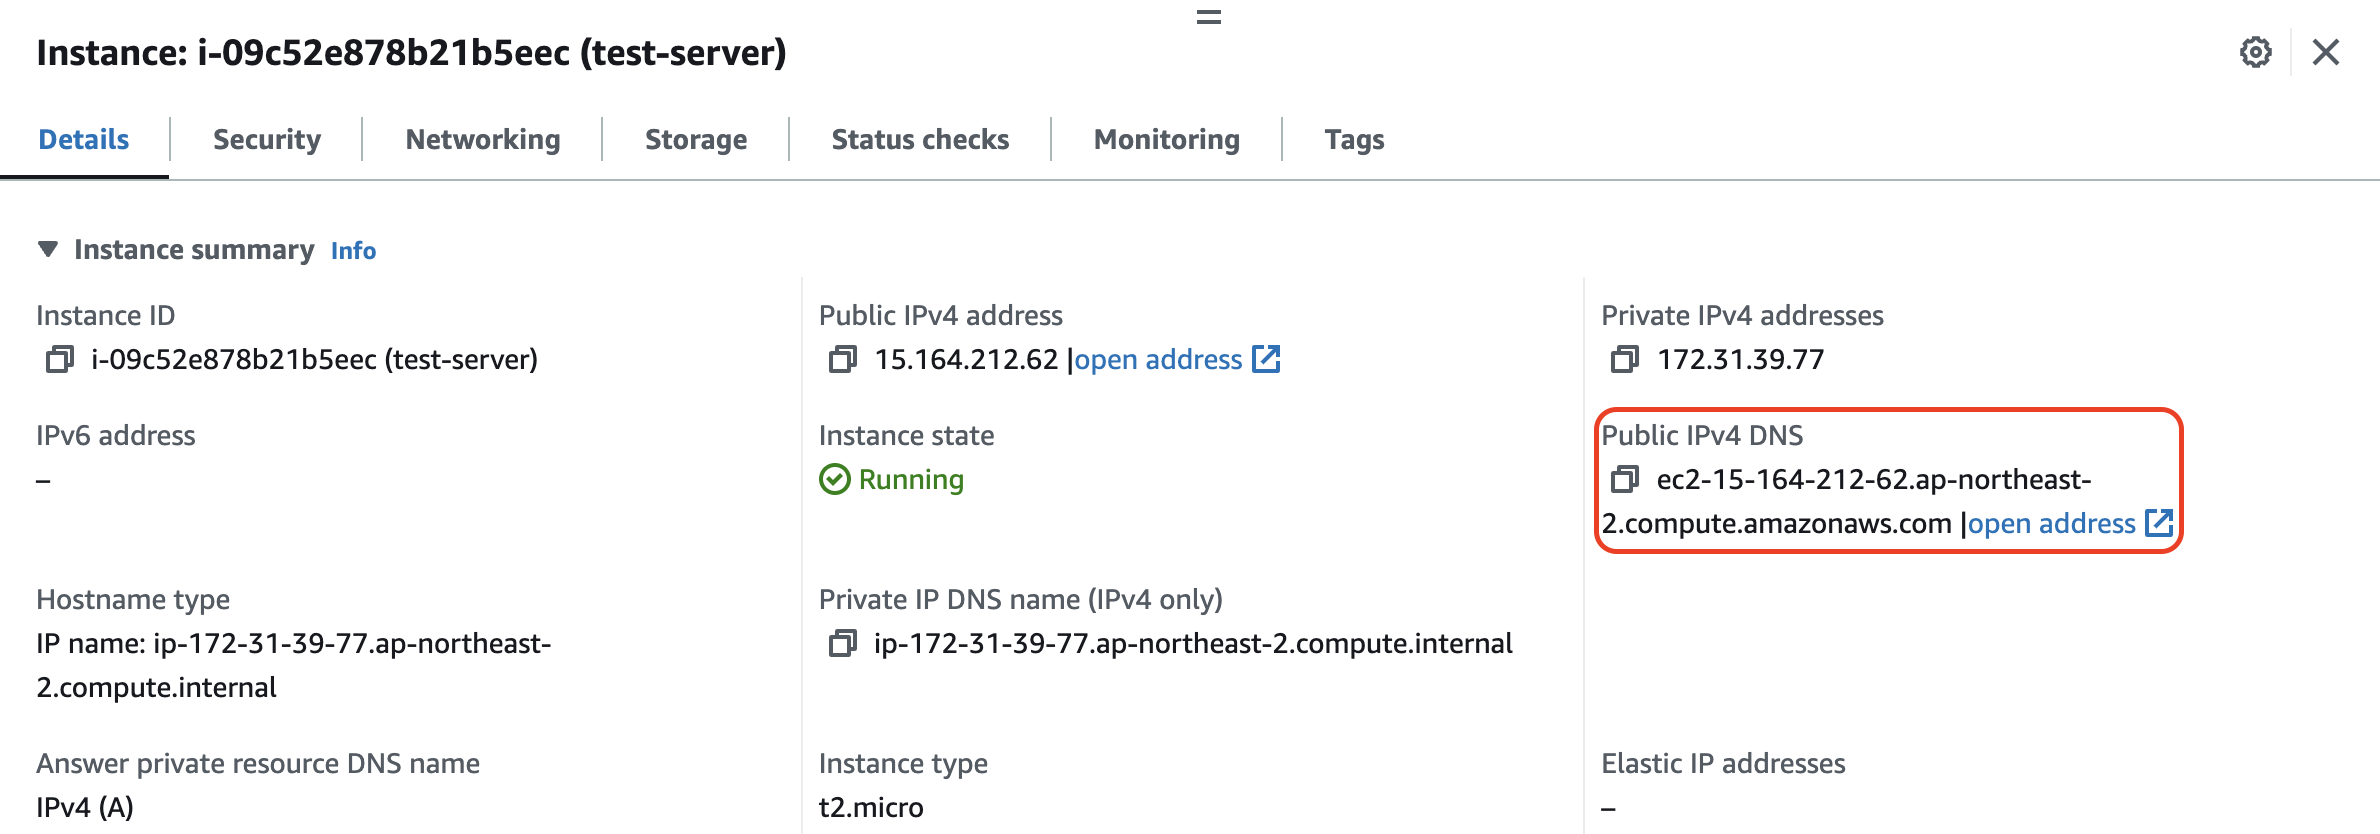 Instance: i-09c52e878b21b5eec (test-server)
Details
Security
Networking
Storage
Status checks
Monitoring
Tags
Instance summary Info
Instance ID
i-09c52e878b21b5eec (test-server)
Public IPv4 address
15.164.212.62 |open address
Private IPv4 addresses
172.31.39.77
IPv6 address
–
Instance state
Running
Public IPv4 DNS
ec2-15-164-212-62.ap-northeast-
2.compute.amazonaws.com |open address
Hostname type
IP name: ip-172-31-39-77.ap-northeast-
2.compute.internal
Private IP DNS name (IPv4 only)
ip-172-31-39-77.ap-northeast-2.compute.internal
Answer private resource DNS name
IPv4 (A)
Instance type
t2.micro
Elastic IP addresses
–